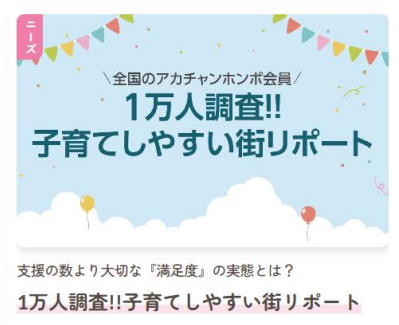 ニーズ
\全国のアカチャンホンポ会員/
1万人調査!!
子育てしやすい街リポート
支援の数より大切な『満足度』の実態とは？
1万人調査!!子育てしやすい街リポート